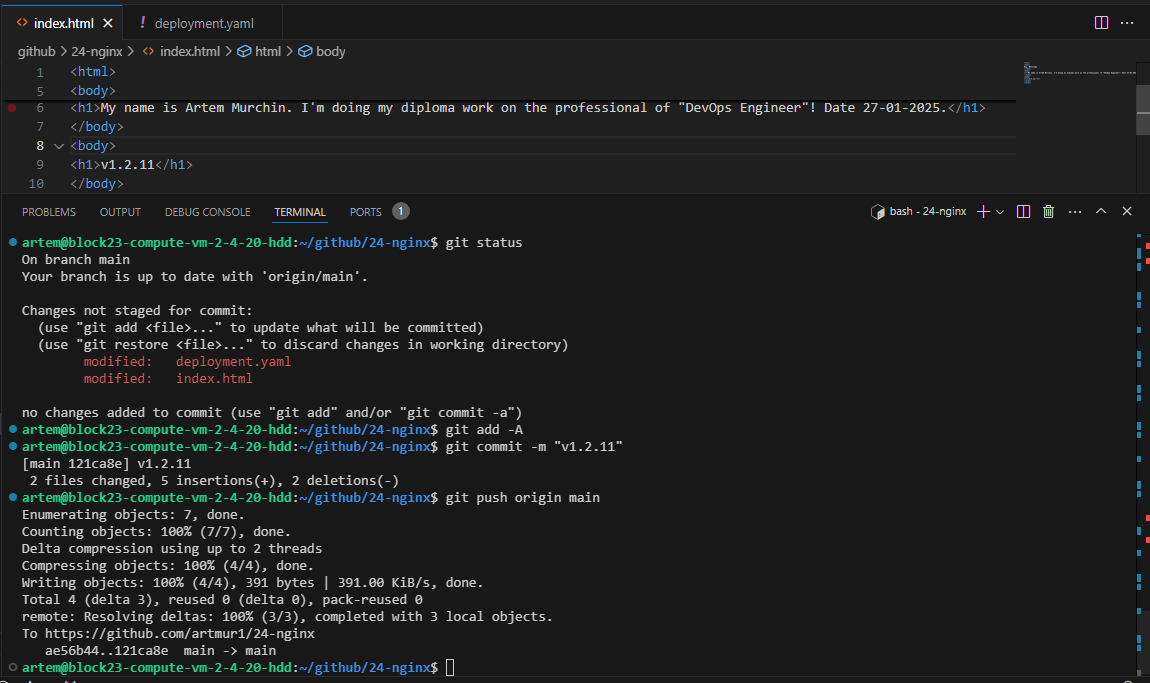 index.html
deployment.yaml
github > 24-nginx > index.html > html > body
1 <html>
5 <body>
6 <h1>My name is Artem Murchin. I'm doing my diploma work on the professional of "DevOps Engineer"! Date 27-01-2025.</h1>
7 </body>
8 <body>
9 <h1>v1.2.11</h1>
10 </body>
PROBLEMS OUTPUT DEBUG CONSOLE TERMINAL PORTS 1 bash - 24-nginx
artem@block23-compute-vm-2-4-20-hdd:~/github/24-nginx$ git status
On branch main
Your branch is up to date with 'origin/main'.
Changes not staged for commit:
(use "git add <file>..." to update what will be committed)
(use "git restore <file>..." to discard changes in working directory)
modified: deployment.yaml
modified: index.html
no changes added to commit (use "git add" and/or "git commit -a")
artem@block23-compute-vm-2-4-20-hdd:~/github/24-nginx$ git add -A
artem@block23-compute-vm-2-4-20-hdd:~/github/24-nginx$ git commit -m "v1.2.11"
[main 121ca8e] v1.2.11
2 files changed, 5 insertions(+), 2 deletions(-)
artem@block23-compute-vm-2-4-20-hdd:~/github/24-nginx$ git push origin main
Enumerating objects: 7, done.
Counting objects: 100% (7/7), done.
Delta compression using up to 2 threads
Compressing objects: 100% (4/4), done.
Writing objects: 100% (4/4), 391 bytes | 391.00 KiB/s, done.
Total 4 (delta 3), reused 0 (delta 0), pack-reused 0
remote: Resolving deltas: 100% (3/3), completed with 3 local objects.
To https://github.com/artmur1/24-nginx
ae56b44..121ca8e main -> main
artem@block23-compute-vm-2-4-20-hdd:~/github/24-nginx$